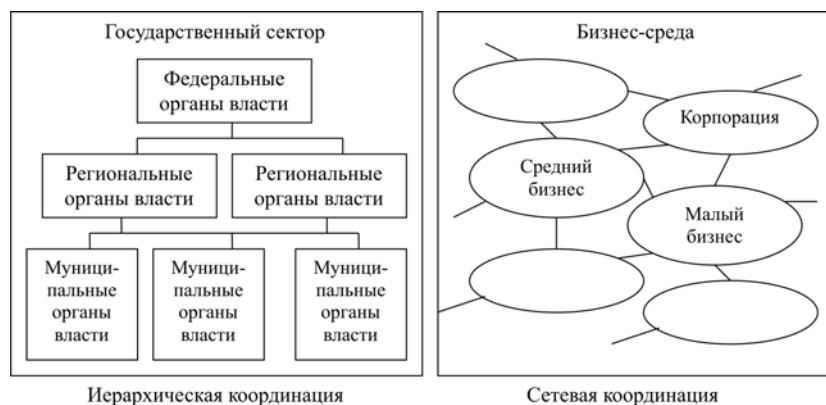 Государственный сектор
Федеральные
органы власти
Региональные
органы власти
Региональные
органы власти
Муници-
пальные
органы
власти
Муници-
пальные
органы
власти
Муници-
пальные
органы
власти
Иерархическая координация
Бизнес-среда
Корпорация
Средний
бизнес
Малый
бизнес
Сетевая координация